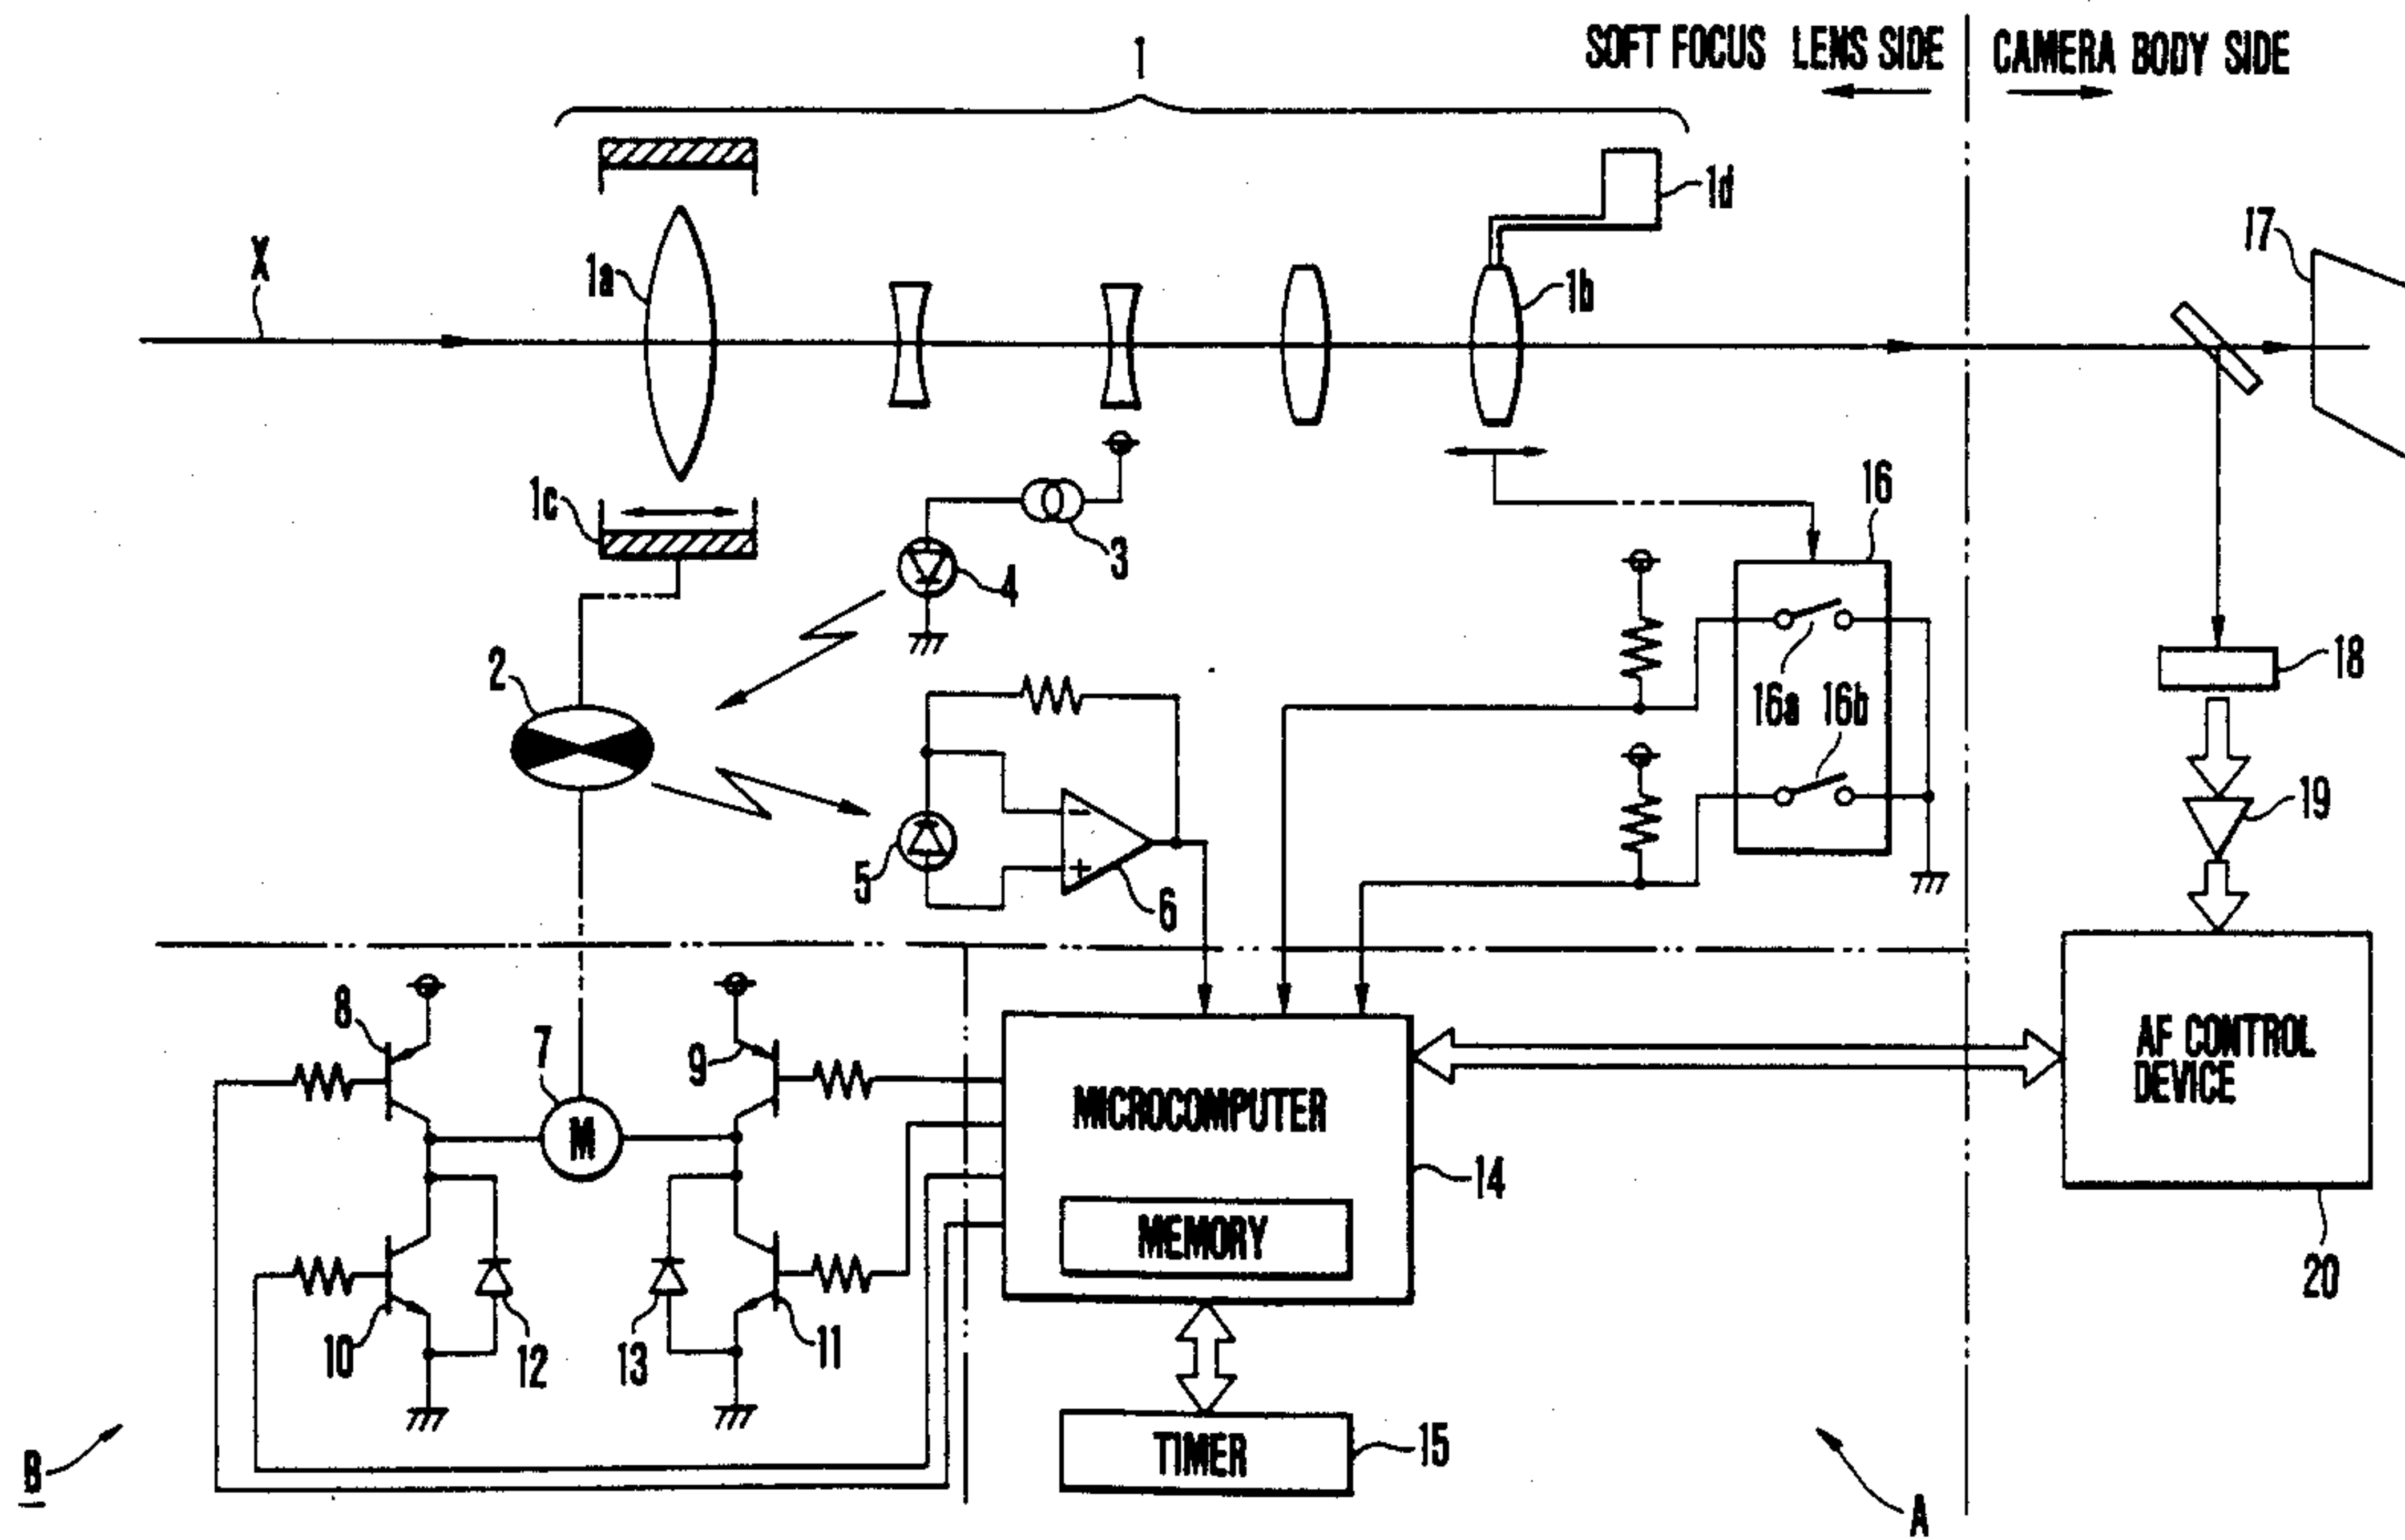 1
SOFT FOCUS LENS SIDE
CAMERA BODY SIDE
1d
17
X
1a
1b
1c
16
3
4
2
18
16a
16b
19
5
- 
+
6
8
7
9
M
MICROCOMPUTER
AF CONTROL
DEVICE
14
MEMORY
20
10
12
13
11
TIMER
15
B
A